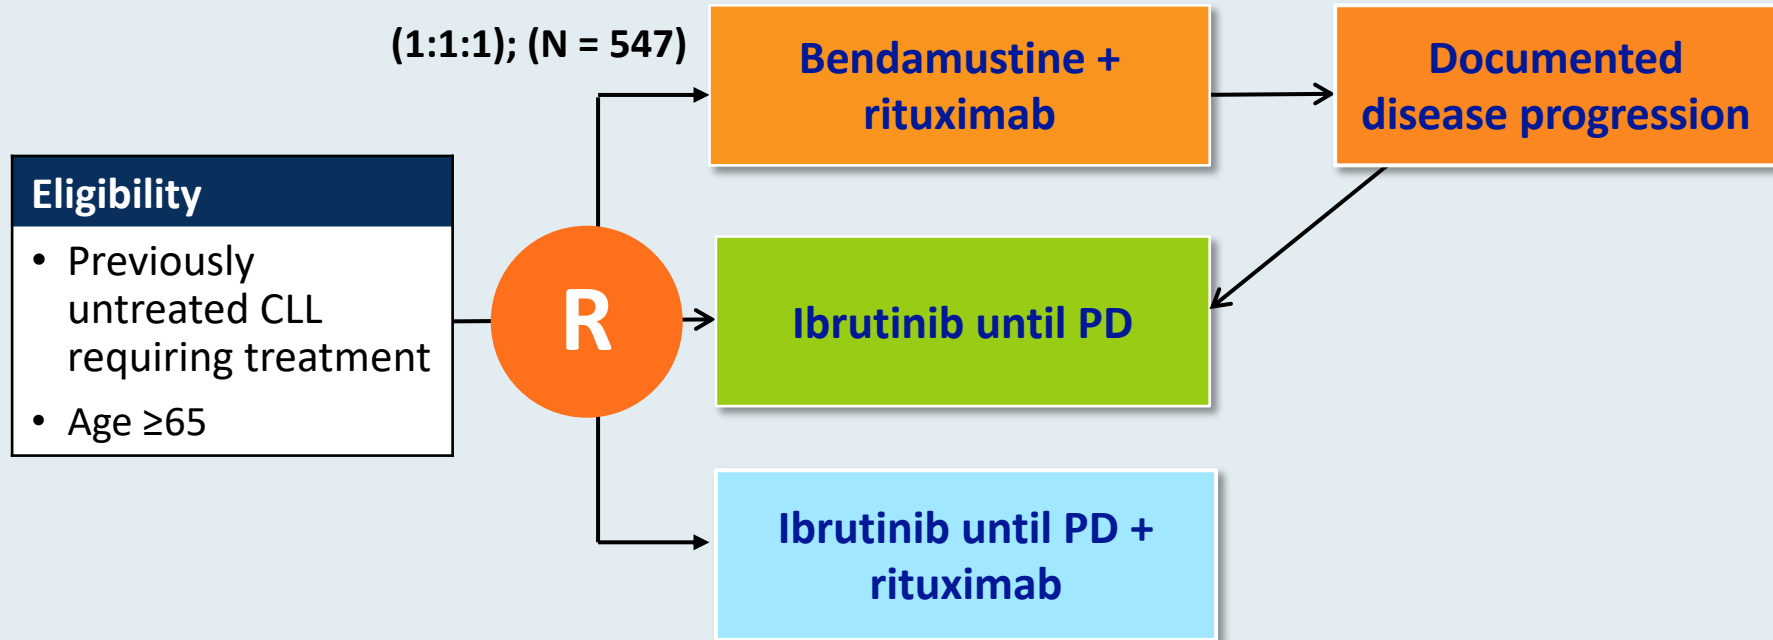 (1:1:1); (N = 547)
Bendamustine +
rituximab
Documented
disease progression
Eligibility
• Previously
untreated CLL
requiring treatment
• Age ≥65
R
Ibrutinib until PD
Ibrutinib until PD +
rituximab